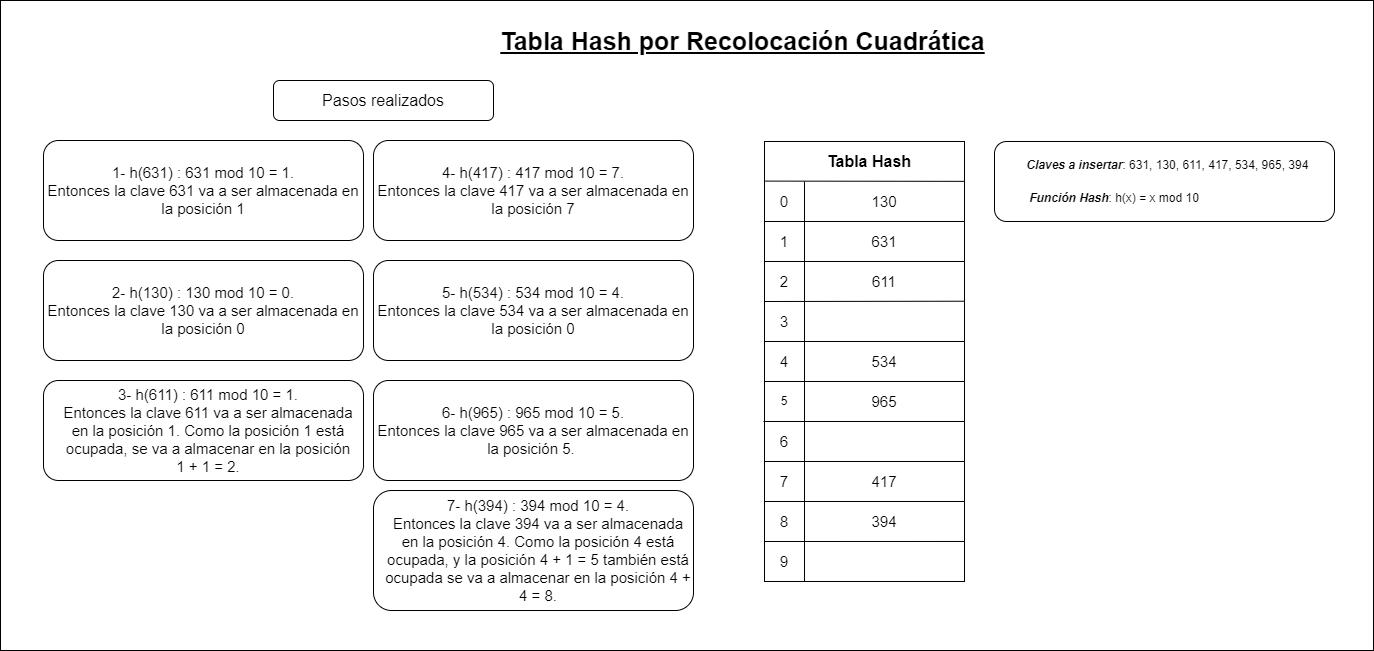 Tabla Hash por Recolocación Cuadrática
Pasos realizados
1- h(631) : 631 mod 10 = 1.
Entonces la clave 631 va a ser almacenada en
la posición 1
2- h(130) : 130 mod 10 = 0.
Entonces la clave 130 va a ser almacenada en
la posición 0
3- h(611) : 611 mod 10 = 1.
Entonces la clave 611 va a ser almacenada
en la posición 1. Como la posición 1 está
ocupada, se va a almacenar en la posición
1 + 1 = 2.
4- h(417) : 417 mod 10 = 7.
Entonces la clave 417 va a ser almacenada en
la posición 7
5- h(534) : 534 mod 10 = 4.
Entonces la clave 534 va a ser almacenada en
la posición 0
6- h(965) : 965 mod 10 = 5.
Entonces la clave 965 va a ser almacenada en
la posición 5.
7- h(394) : 394 mod 10 = 4.
Entonces la clave 394 va a ser almacenada
en la posición 4. Como la posición 4 está
ocupada, y la posición 4 + 1 = 5 también está
ocupada se va a almacenar en la posición 4 +
4 = 8.
Tabla Hash
0 130
1 631
2 611
3
4 534
5 965
6
7 417
8 394
9
Claves a insertar: 631, 130, 611, 417, 534, 965, 394
Función Hash: h(x) = x mod 10